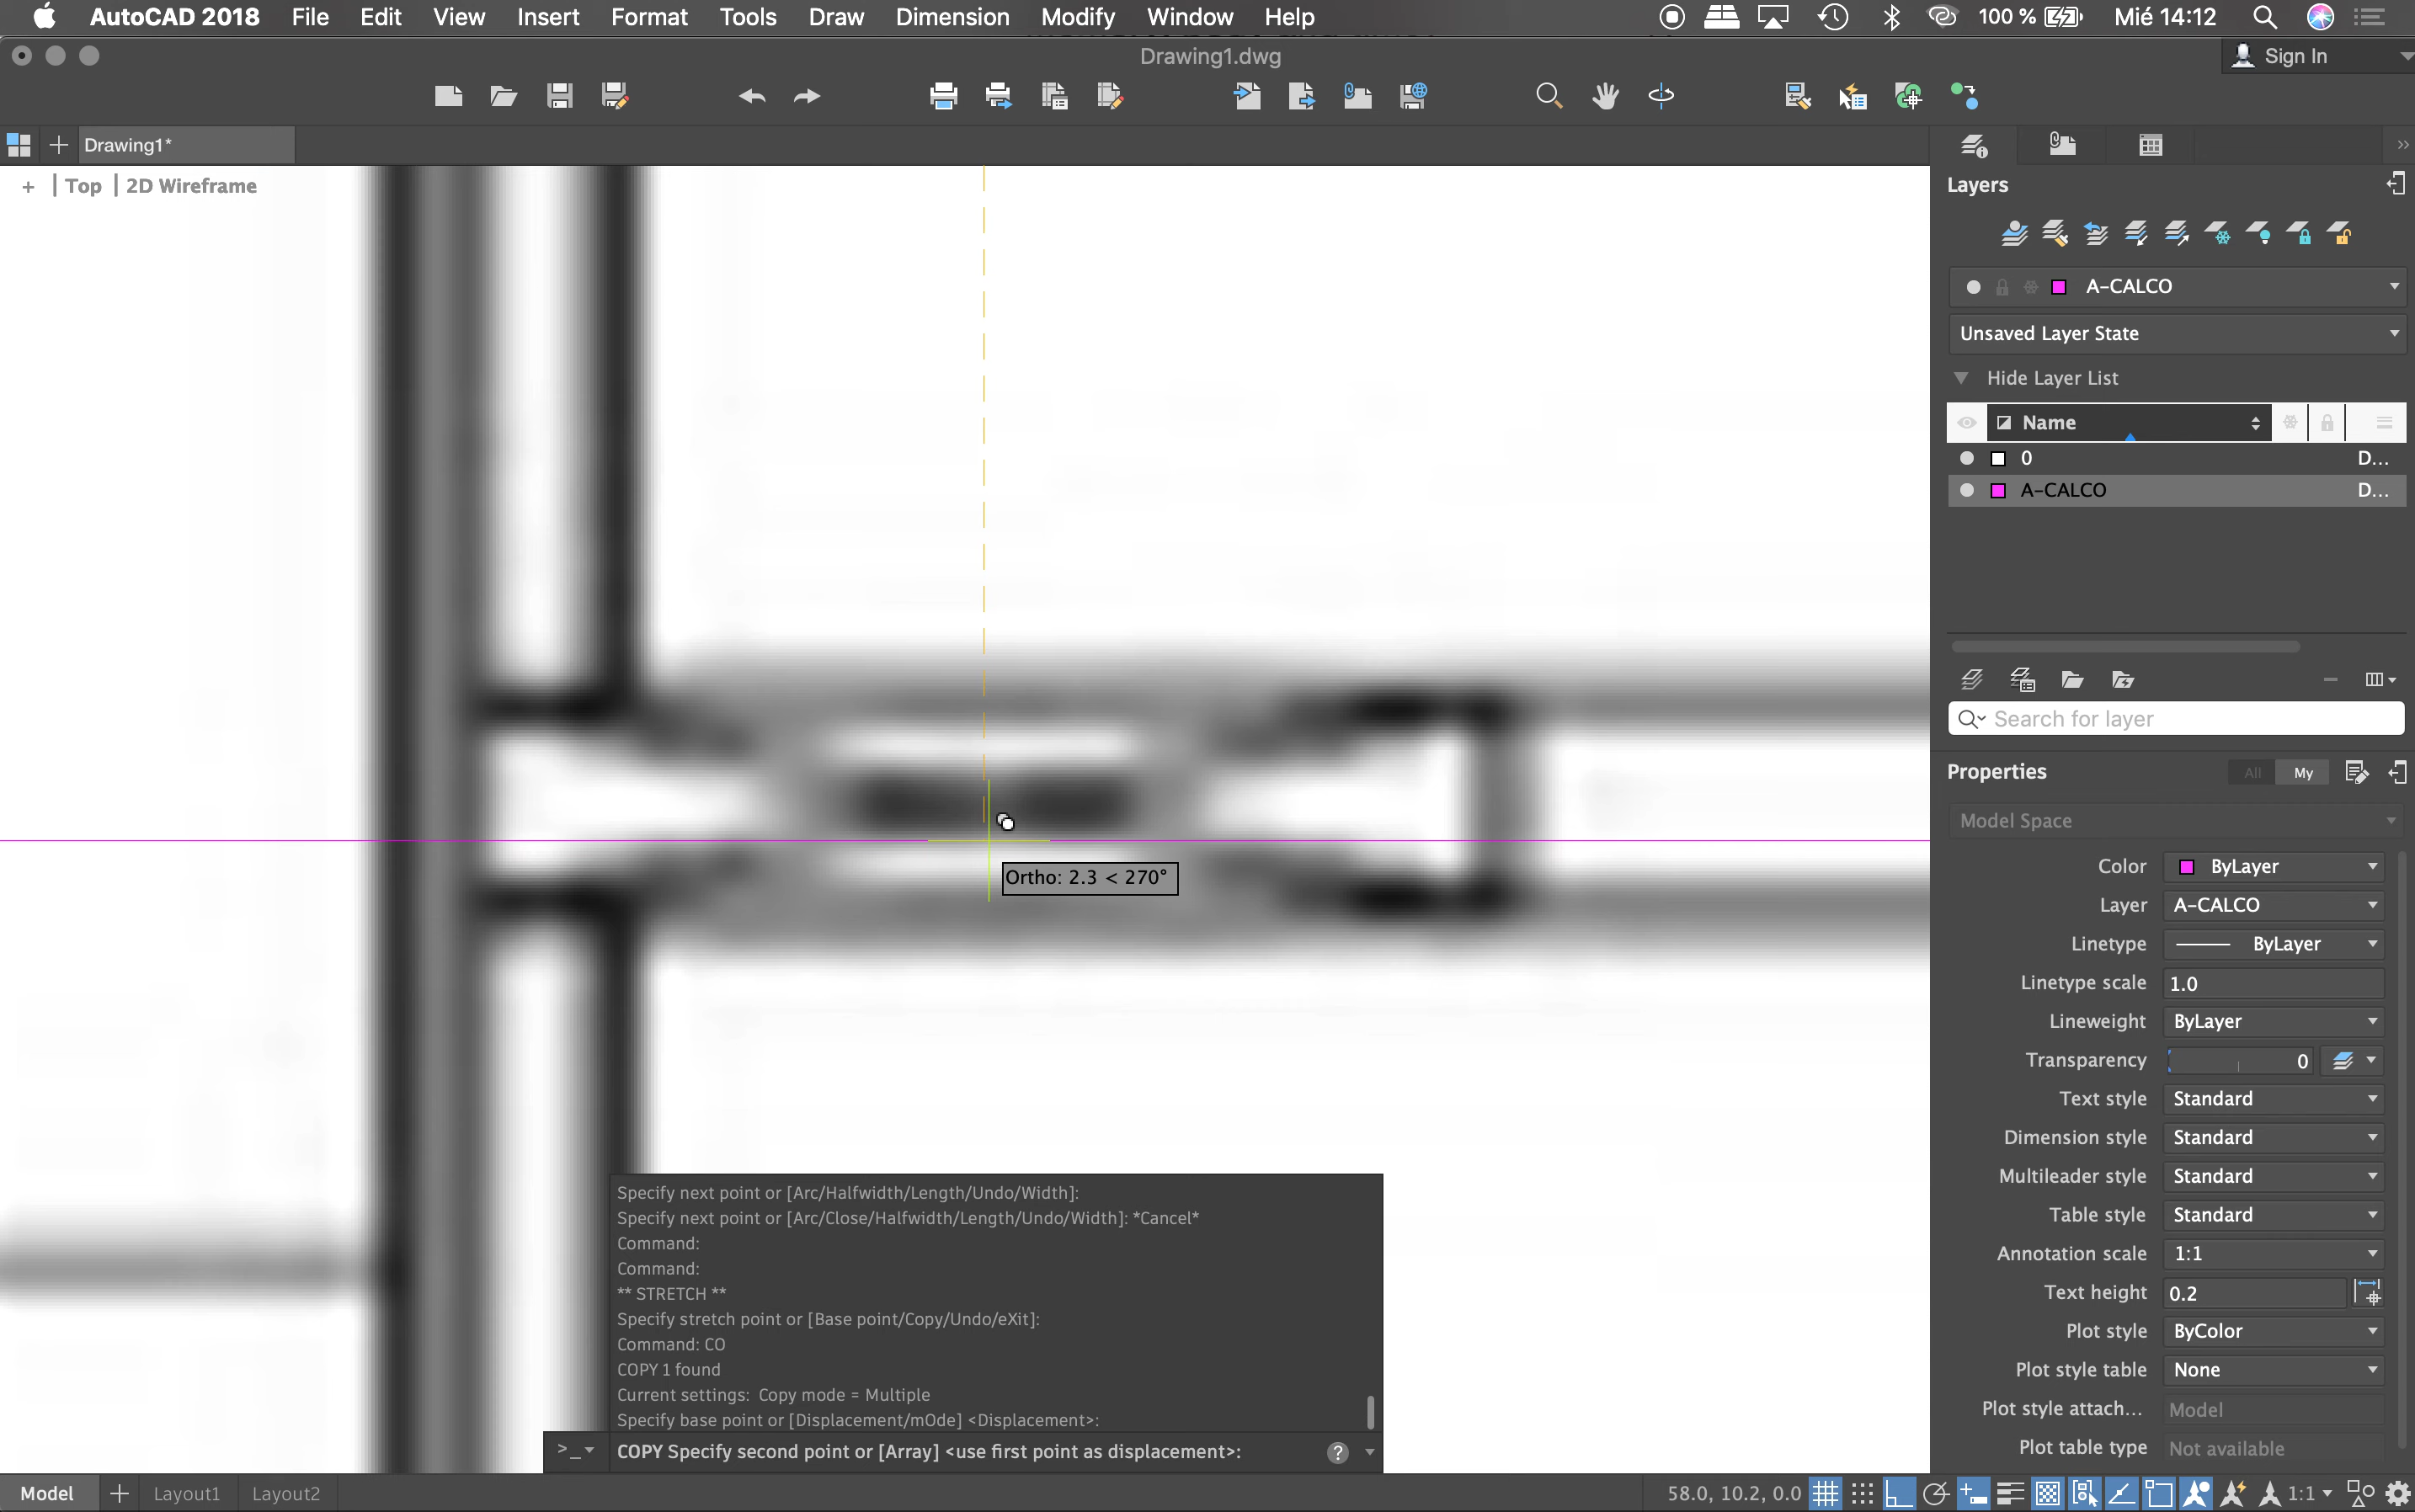 AutoCAD 2018 File Edit View Insert Format Tools Draw Dimension Modify Window Help 100 % Mié 14:12
Drawing1.dwg
Sign In
Drawing1*
+ | Top | 2D Wireframe
Layers
A-CALCO
Unsaved Layer State
Hide Layer List
Name
0 D...
A-CALCO D...
Search for layer
Properties All My
Model Space
Color ByLayer
Layer A-CALCO
Linetype ByLayer
Linetype scale 1.0
Lineweight ByLayer
Transparency 0
Text style Standard
Dimension style Standard
Multileader style Standard
Table style Standard
Annotation scale 1:1
Text height 0.2
Plot style ByColor
Plot style table None
Plot style attach... Model
Plot table type Not available
Ortho: 2.3 < 270°
Specify next point or [Arc/Halfwidth/Length/Undo/Width]:
Specify next point or [Arc/Close/Halfwidth/Length/Undo/Width]: *Cancel*
Command:
Command:
** STRETCH **
Specify stretch point or [Base point/Copy/Undo/eXit]:
Command: CO
COPY 1 found
Current settings: Copy mode = Multiple
Specify base point or [Displacement/mOde] <Displacement>:
>_ COPY Specify second point or [Array] <use first point as displacement>: ?
Model + Layout1 Layout2 58.0, 10.2, 0.0 1:1